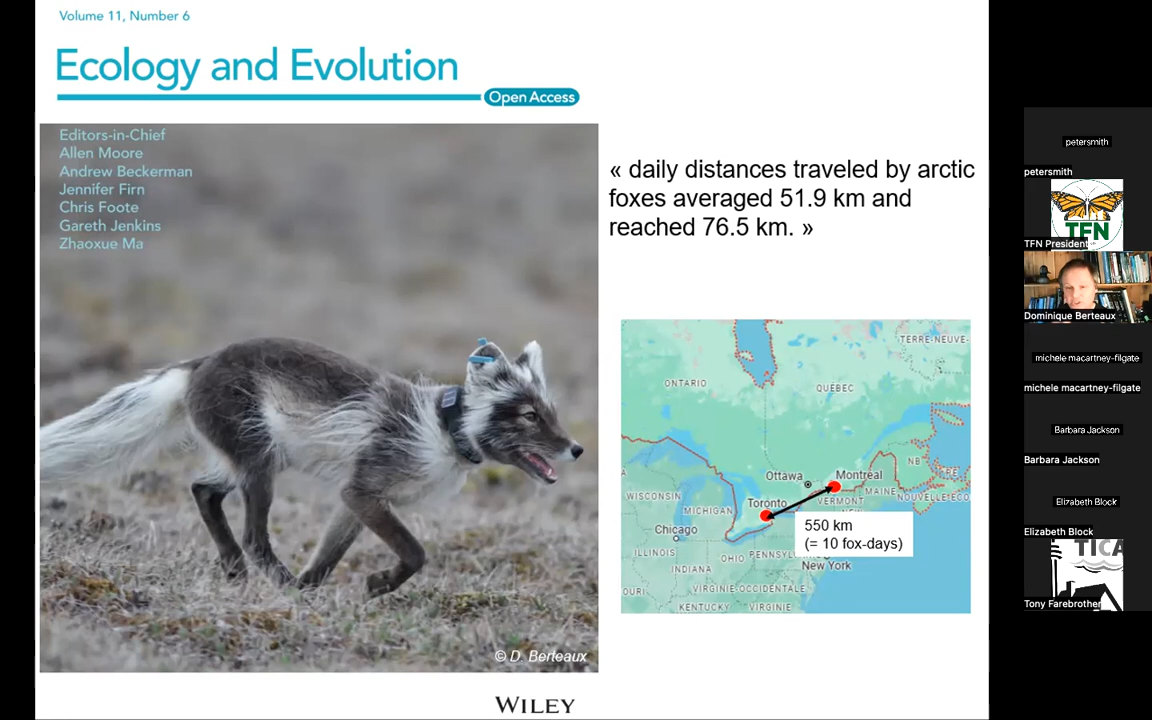 Volume 11, Number 6
Ecology and Evolution
Open Access
Editors-in-Chief
Allen Moore
Andrew Beckerman
Jennifer Firn
Chris Foote
Gareth Jenkins
Zhaoxue Ma
© D. Berteaux
WILEY
« daily distances traveled by arctic
foxes averaged 51.9 km and
reached 76.5 km. »
TERRE-NEUVE-
ONTARIO
QUÉBEC
NB
Ottawa
Montreal
MAINE
VERMONT
NOUVELLE-ÉCO
WISCONSIN
MICHIGAN
Toronto
550 km
(= 10 fox-days)
Chicago
ILLINOIS
OHIO
PENNSYL
New York
INDIANA
OURI
VIRGINIE-OCCIDENTALE
KENTUCKY
VIRGINIE
petersmith
petersmith
TFN
TFN President
Dominique Berteaux
michele macartney-filgate
michele macartney-filgate
Barbara Jackson
Barbara Jackson
Elizabeth Block
Elizabeth Block
TICA
Tony Farebrother